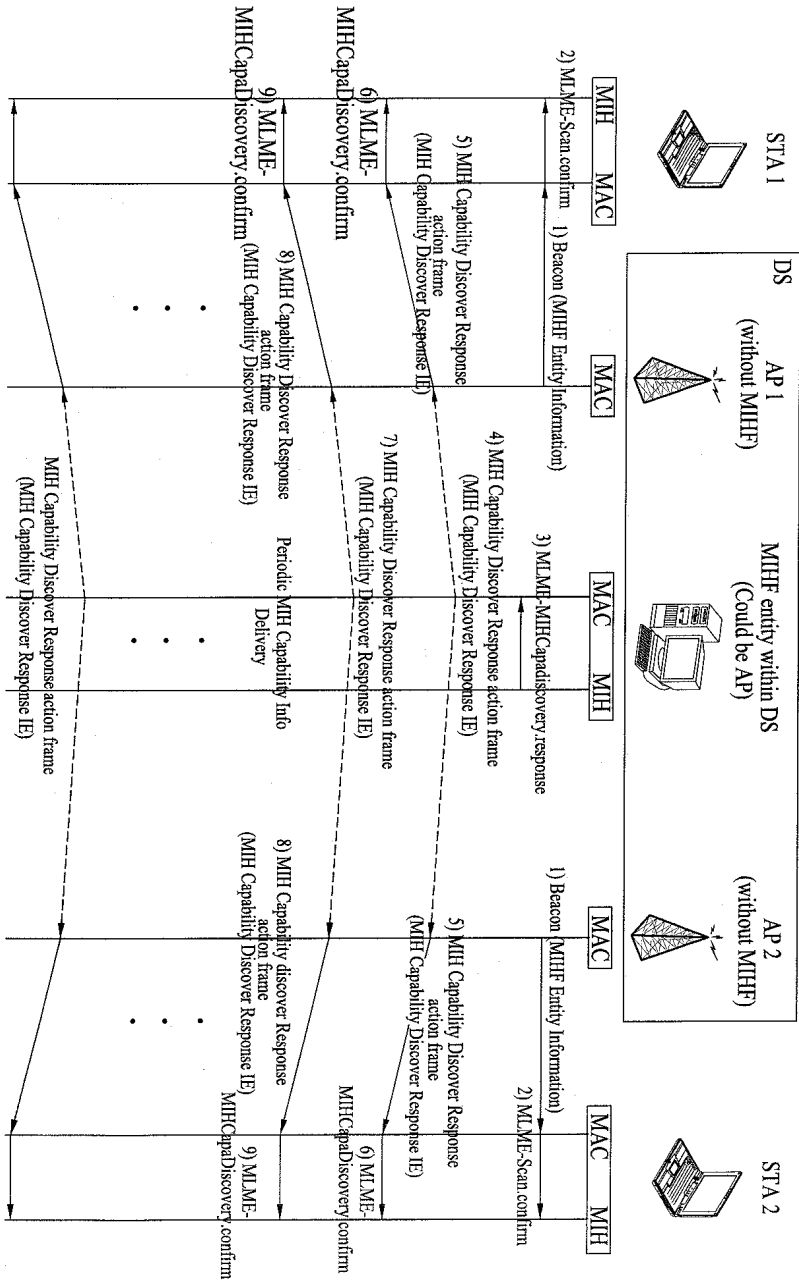 STA 1
DS
AP 1
(without MIHF)
MIHF entity within DS
(Could be AP)
AP 2
(without MIHF)
STA 2
MIH
MAC
MAC
MAC
MIH
MAC
MAC
MIH
1) Beacon (MIHF Entity Information)
2) MLME-Scan.confirm
1) Beacon (MIHF Entity Information)
2) MLME-Scan.confirm
3) MLME-MIHCapadiscovery.response
4) MIH Capability Discover Response action frame
(MIH Capability Discover Response IE)
5) MIH Capability Discover Response
action frame
(MIH Capability Discover Response IE)
5) MIH Capability Discover Response
action frame
(MIH Capability Discover Response IE)
6) MLME-
MIHCapaDiscovery.confirm
6) MLME-
MIHCapaDiscovery.confirm
7) MIH Capability Discover Response action frame
(MIH Capability Discover Response IE)
8) MIH Capability Discover Response
action frame
(MIH Capability Discover Response IE)
8) MIH Capability discover Response
action frame
(MIH Capability Discover Response IE)
9) MLME-
MIHCapaDiscovery.confirm
9) MLME-
MIHCapaDiscovery.confirm
Periodic MIH Capability Info
Delivery
MIH Capability Discover Response action frame
(MIH Capability Discover Response IE)